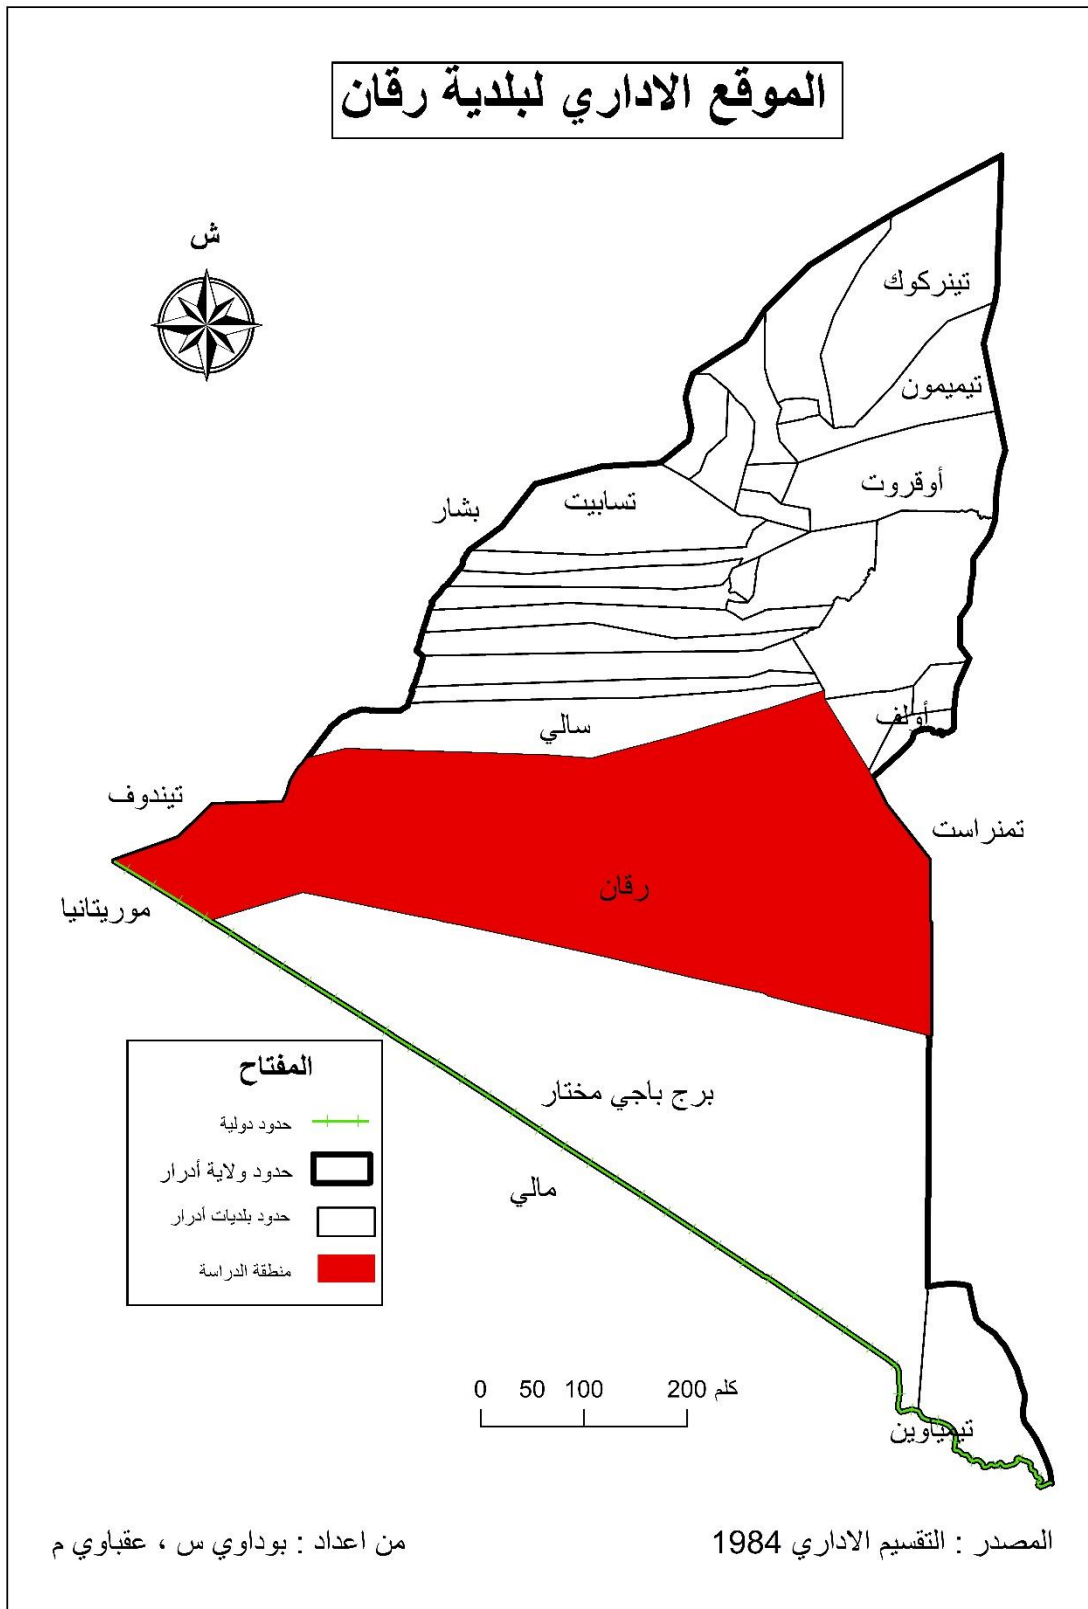 الموقع الاداري لبلدية رقان
ش
تينركوك
تيميمون
أوقروت
تسابيت
بشار
أولف
سالي
تيندوف
تمنراست
رقان
موريتانيا
برج باجي مختار
مالي
تيمياوين
المفتاح
حدود دولية
حدود ولاية أدرار
حدود بلديات أدرار
منطقة الدراسة
0 50 100 200 كلم
المصدر : التقسيم الاداري 1984
من اعداد : بوداوي س ، عقباوي م